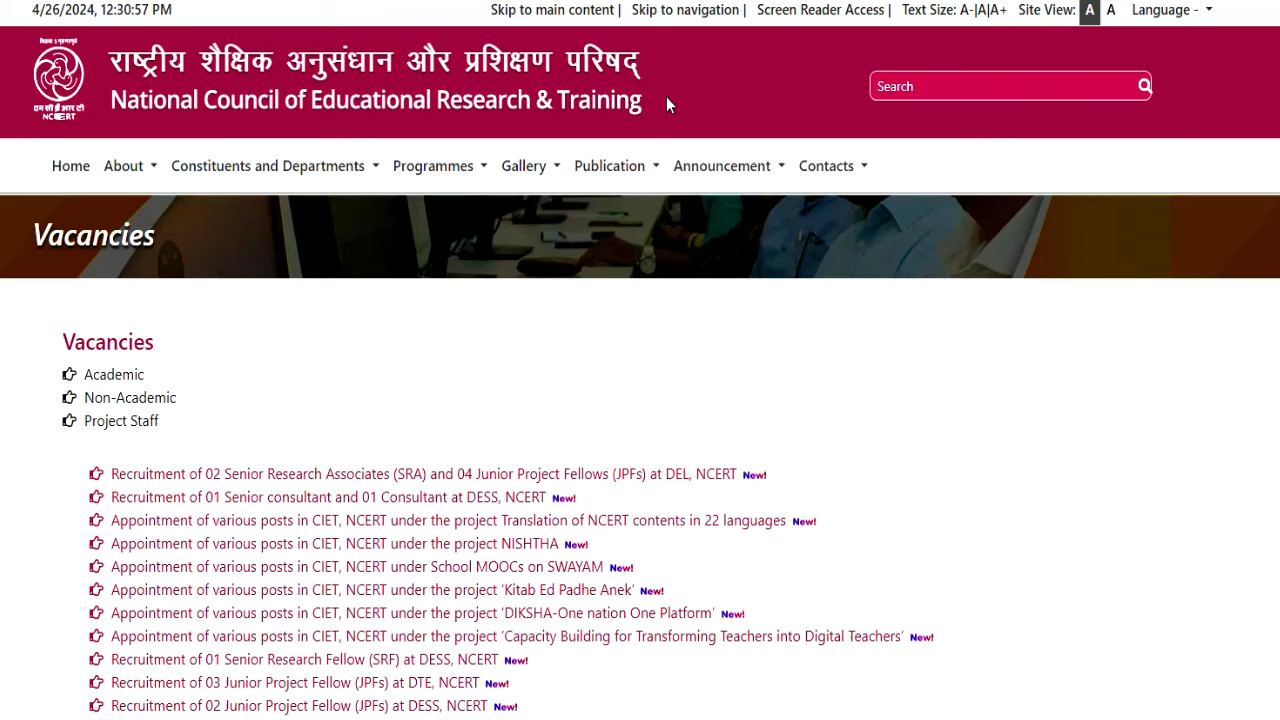 4/26/2024, 12:30:57 PM
Skip to main content | Skip to navigation | Screen Reader Access | Text Size: A-|A|A+ Site View: A A Language -
राष्ट्रीय शैक्षिक अनुसंधान और प्रशिक्षण परिषद्
National Council of Educational Research & Training
एन सी ई आर टी
NCERT
Search
Home About Constituents and Departments Programmes Gallery Publication Announcement Contacts
Vacancies
Vacancies
Academic
Non-Academic
Project Staff
Recruitment of 02 Senior Research Associates (SRA) and 04 Junior Project Fellows (JPFs) at DEL, NCERT New!
Recruitment of 01 Senior consultant and 01 Consultant at DESS, NCERT New!
Appointment of various posts in CIET, NCERT under the project Translation of NCERT contents in 22 languages New!
Appointment of various posts in CIET, NCERT under the project NISHTHA New!
Appointment of various posts in CIET, NCERT under School MOOCs on SWAYAM New!
Appointment of various posts in CIET, NCERT under the project ‘Kitab Ed Padhe Anek’ New!
Appointment of various posts in CIET, NCERT under the project ‘DIKSHA-One nation One Platform’ New!
Appointment of various posts in CIET, NCERT under the project ‘Capacity Building for Transforming Teachers into Digital Teachers’ New!
Recruitment of 01 Senior Research Fellow (SRF) at DESS, NCERT New!
Recruitment of 03 Junior Project Fellow (JPFs) at DTE, NCERT New!
Recruitment of 02 Junior Project Fellow (JPFs) at DESS, NCERT New!